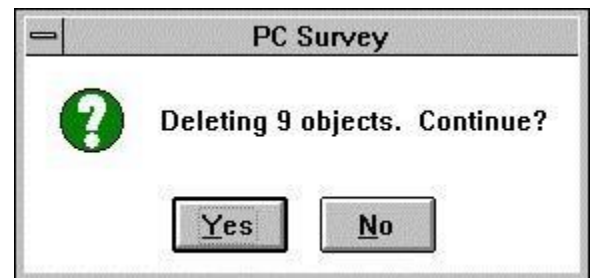 PC Survey
? Deleting 9 objects. Continue?
Yes No